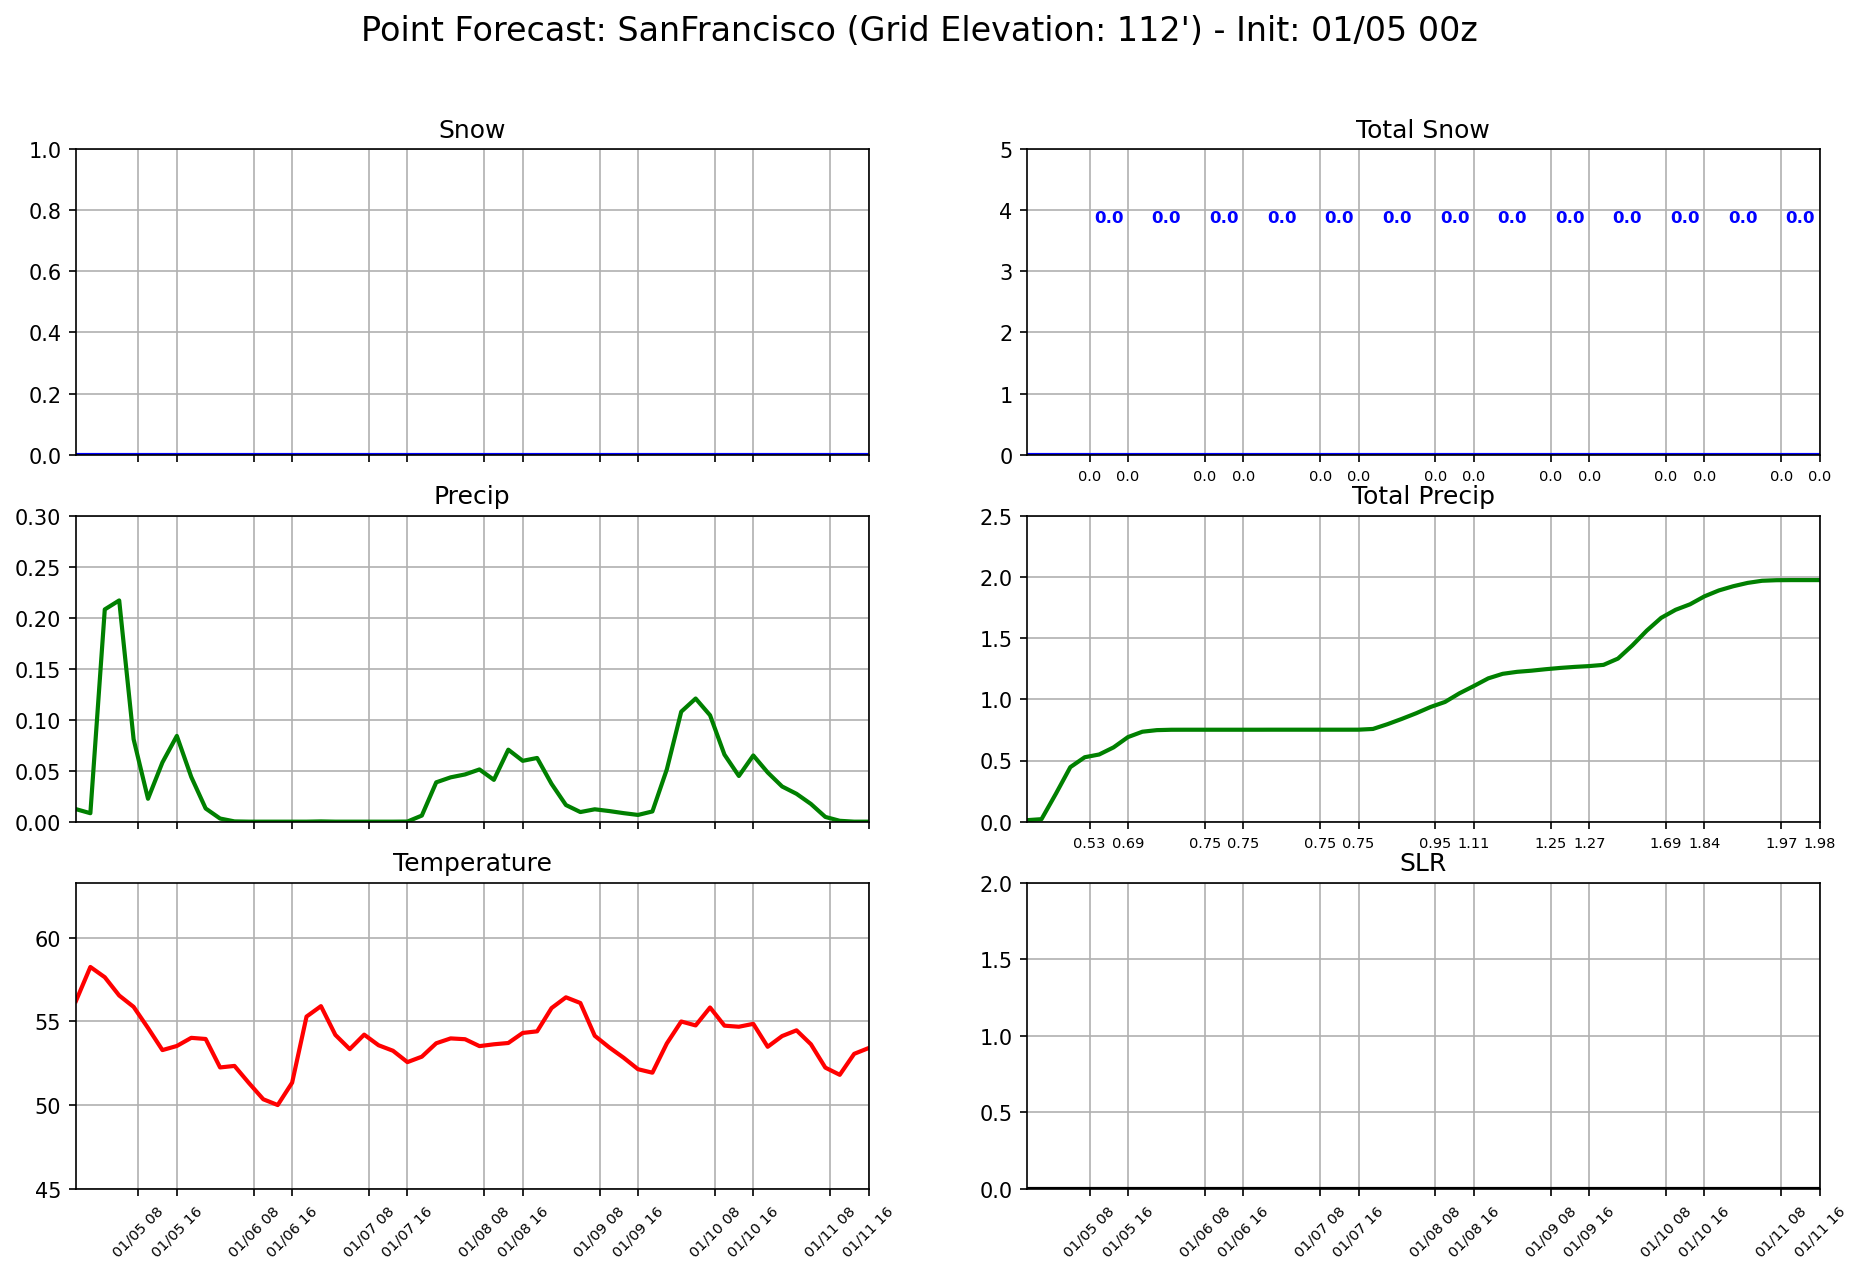 Point Forecast: SanFrancisco (Grid Elevation: 112') - Init: 01/05 00z
Snow
1.0
0.8
0.6
0.4
0.2
0.0
Total Snow
5
4
3
2
1
0
0.0 0.0 0.0 0.0 0.0 0.0 0.0 0.0 0.0 0.0 0.0 0.0 0.0
0.0 0.0 0.0 0.0 0.0 0.0 0.0 0.0 0.0 0.0 0.0 0.0 0.0 0.0
Precip
0.30
0.25
0.20
0.15
0.10
0.05
0.00
Total Precip
2.5
2.0
1.5
1.0
0.5
0.0
0.53 0.69 0.75 0.75 0.75 0.75 0.95 1.11 1.25 1.27 1.69 1.84 1.97 1.98
Temperature
60
55
50
45
01/05 08 01/05 16 01/06 08 01/06 16 01/07 08 01/07 16 01/08 08 01/08 16 01/09 08 01/09 16 01/10 08 01/10 16 01/11 08 01/11 16
SLR
2.0
1.5
1.0
0.5
0.0
01/05 08 01/05 16 01/06 08 01/06 16 01/07 08 01/07 16 01/08 08 01/08 16 01/09 08 01/09 16 01/10 08 01/10 16 01/11 08 01/11 16